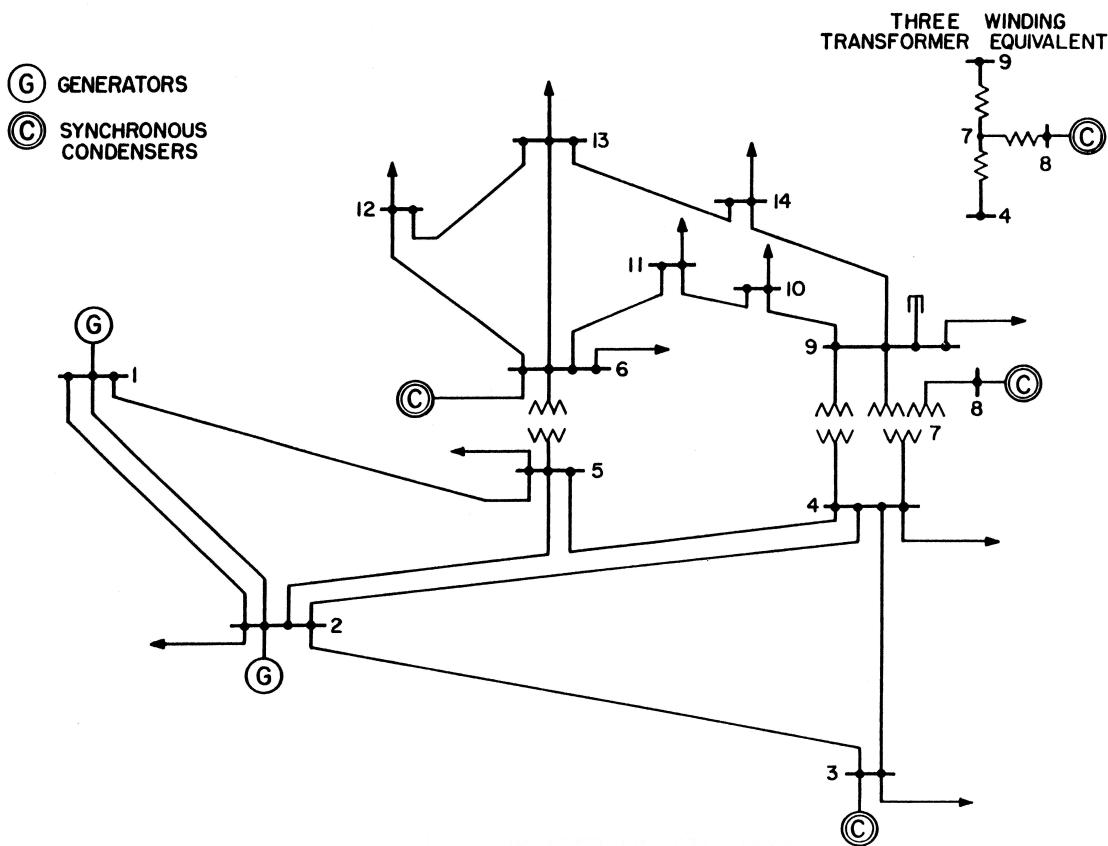 THREE WINDING
TRANSFORMER EQUIVALENT
9
7
C
8
4
G GENERATORS
C SYNCHRONOUS
CONDENSERS
13
12
14
11
10
G
1
9
6
C
8
C
7
5
4
2
G
3
C